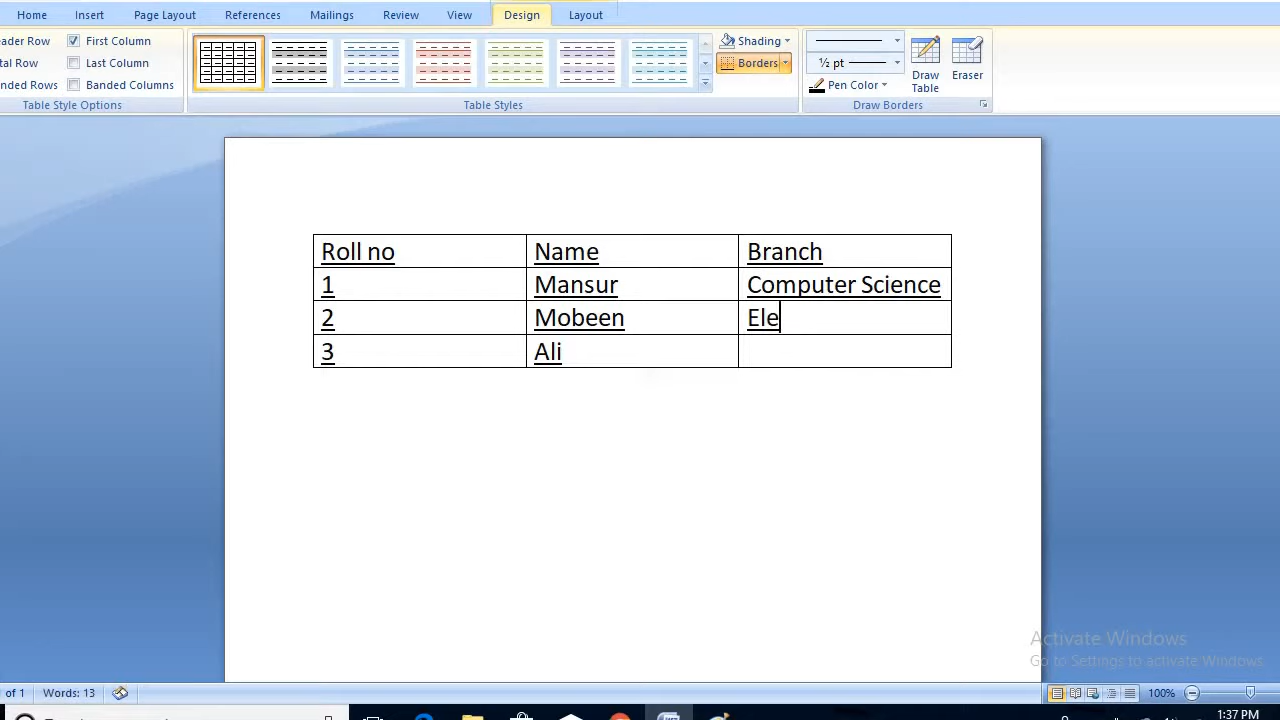 Home Insert Page Layout References Mailings Review View Design Layout
eader Row First Column
tal Row Last Column
nded Rows Banded Columns
Table Style Options
Table Styles
Shading
Borders
½ pt
Pen Color
Draw Table
Eraser
Draw Borders
Roll no Name Branch
1 Mansur Computer Science
2 Mobeen Ele
3 Ali
Activate Windows
Go to Settings to activate Windows.
of 1 Words: 13 100%
1:37 PM